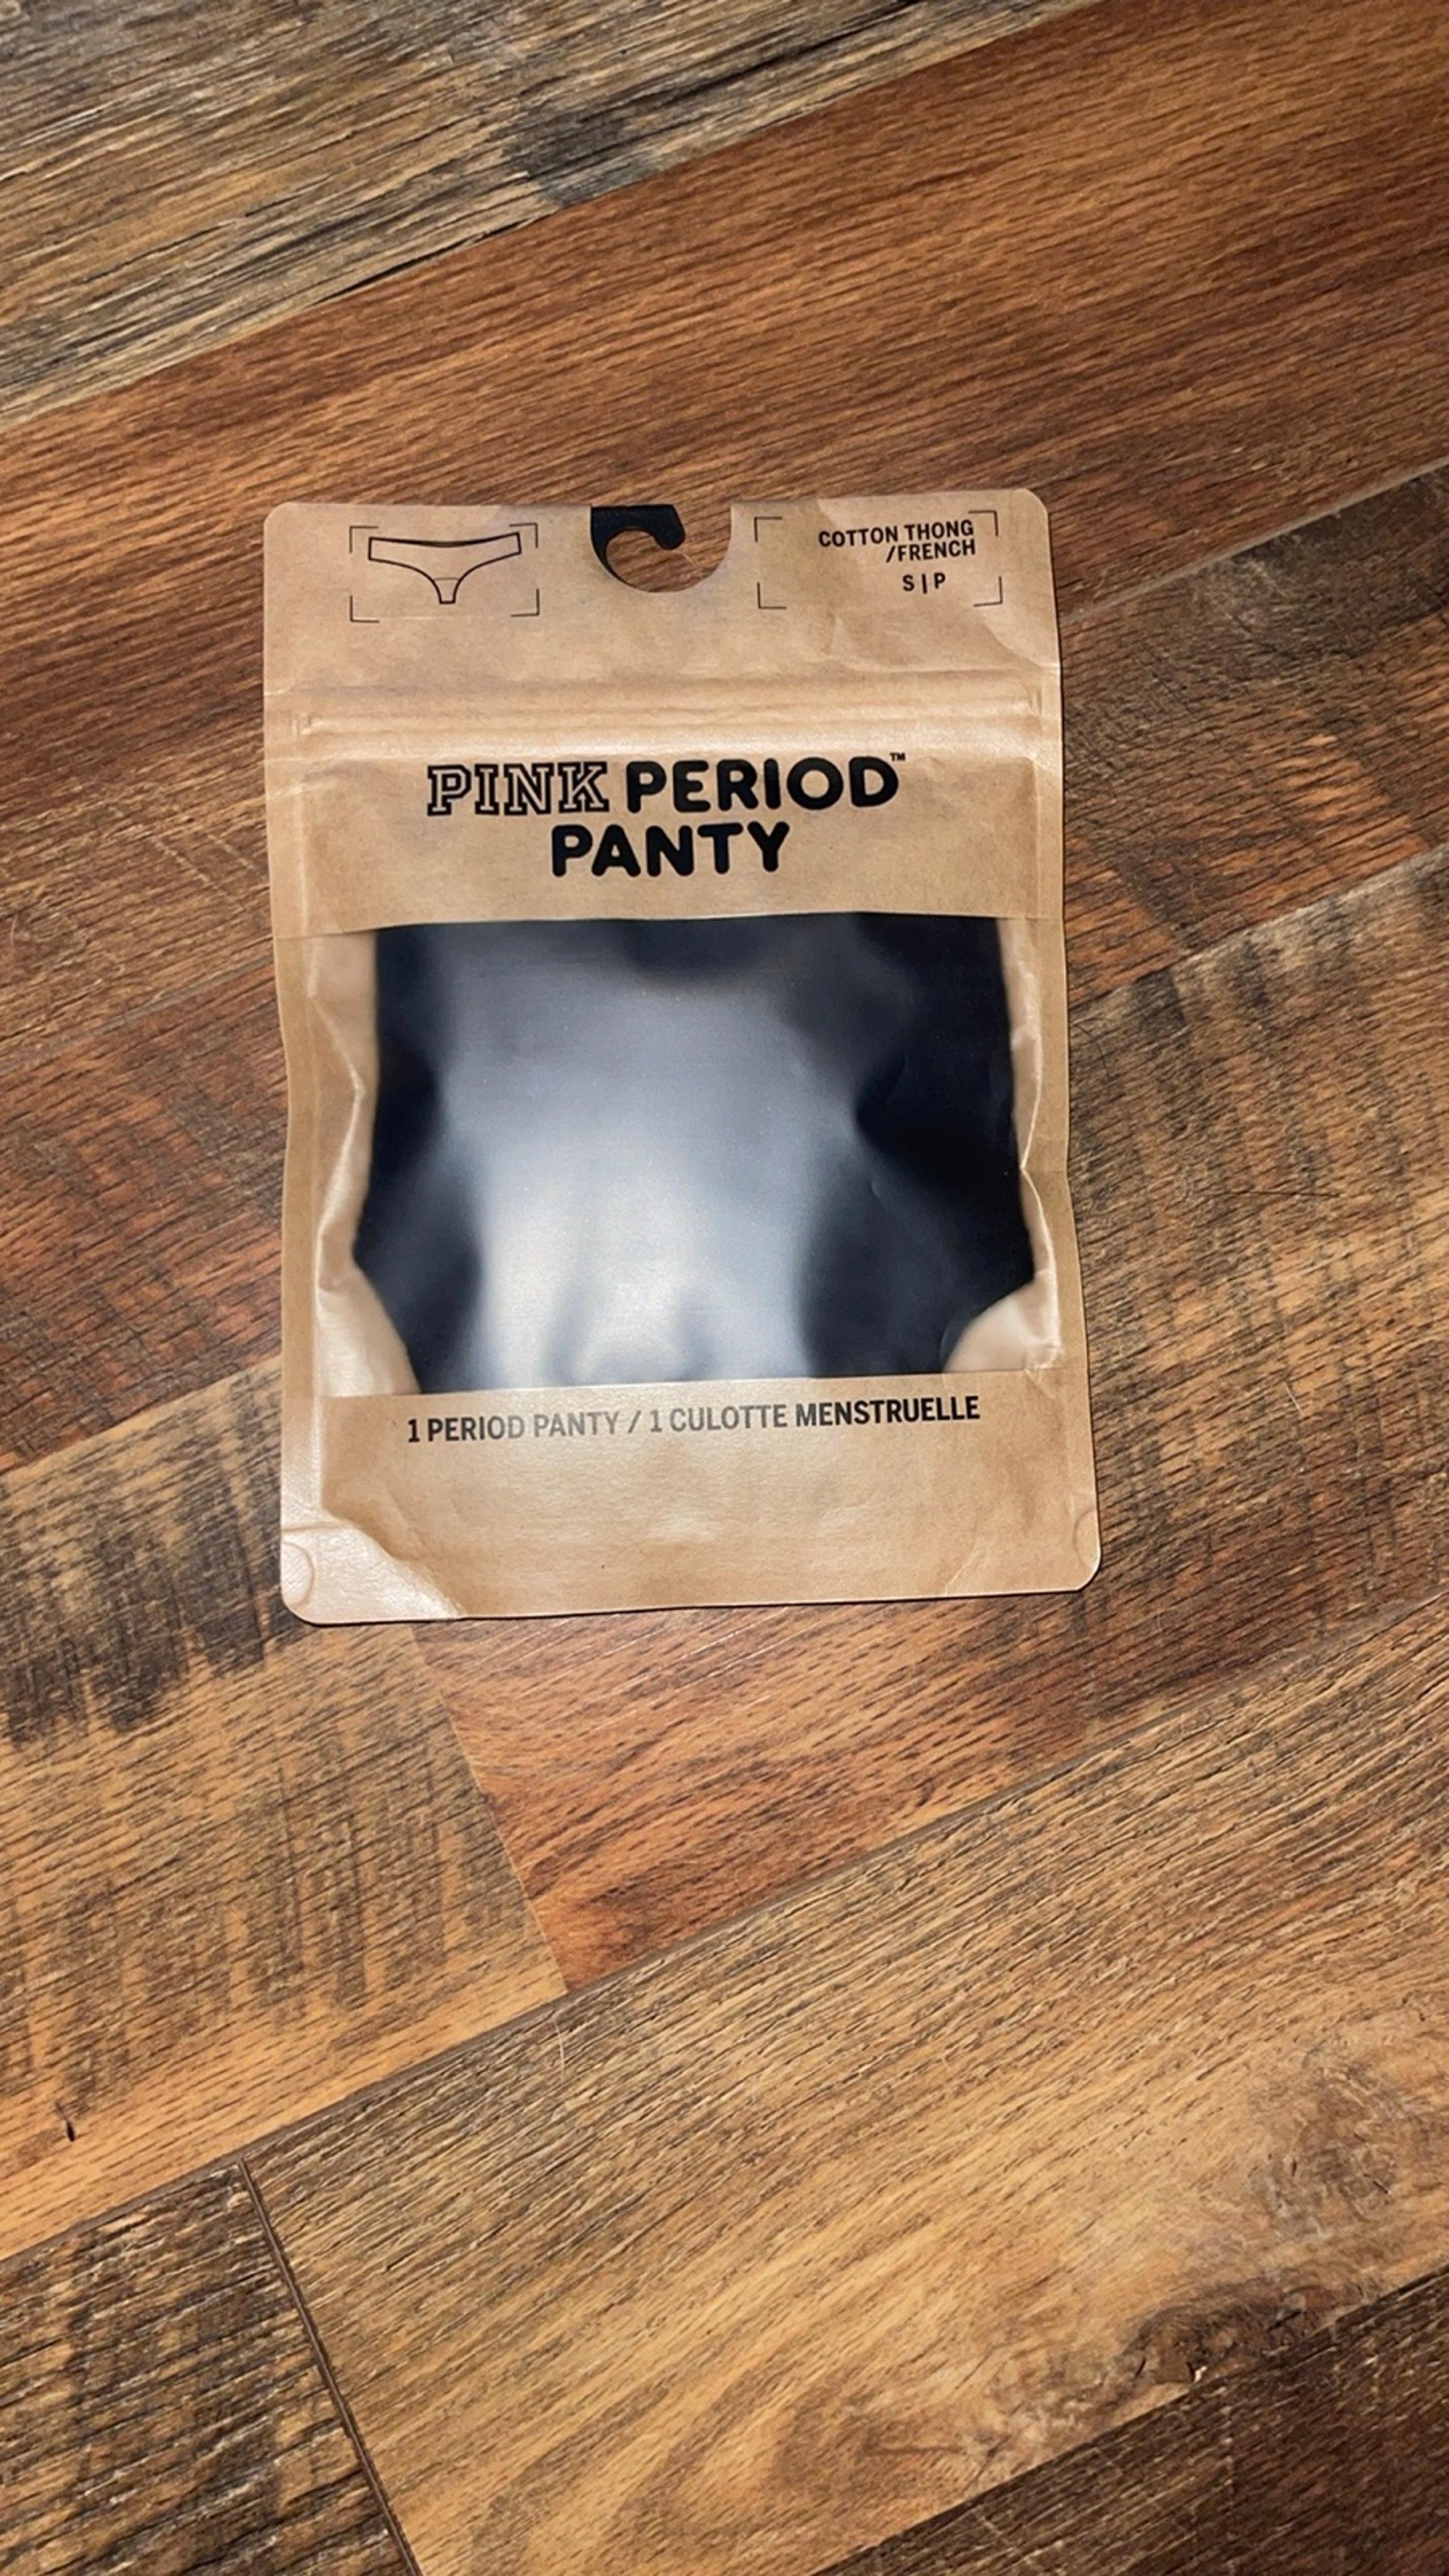 COTTON THONG
/FRENCH
S|P
PINK PERIOD™
PANTY
1 PERIOD PANTY / 1 CULOTTE MENSTRUELLE